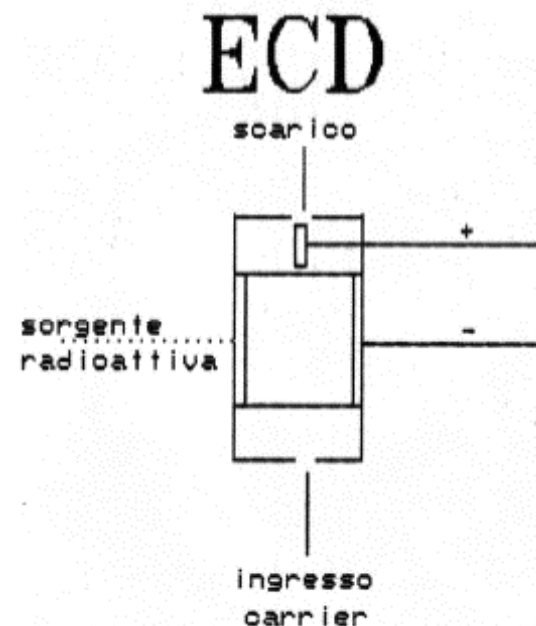 ECD
scarico
+
sorgente
-
radioattiva
ingresso
carrier